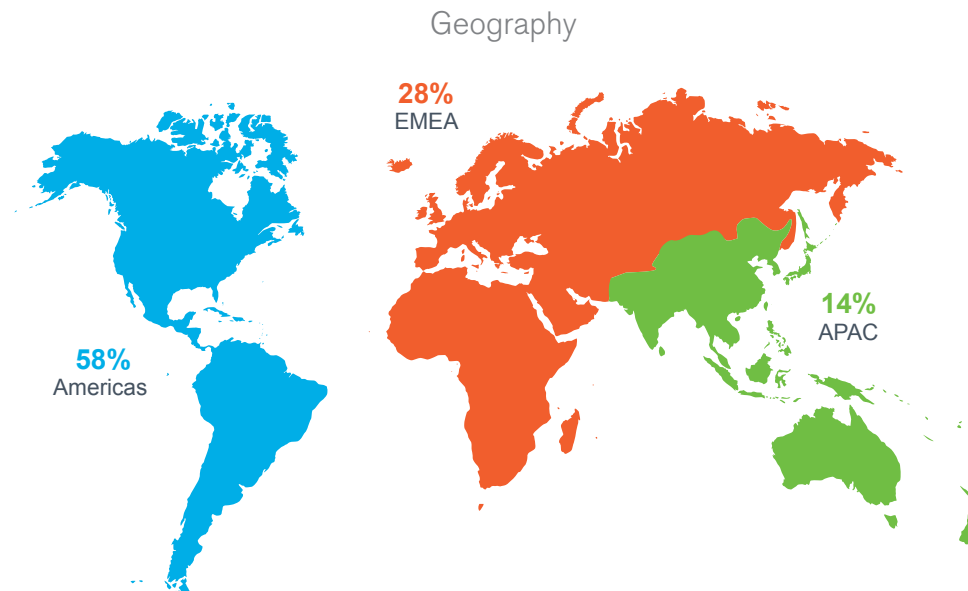 Geography
28%
EMEA
14%
APAC
58%
Americas